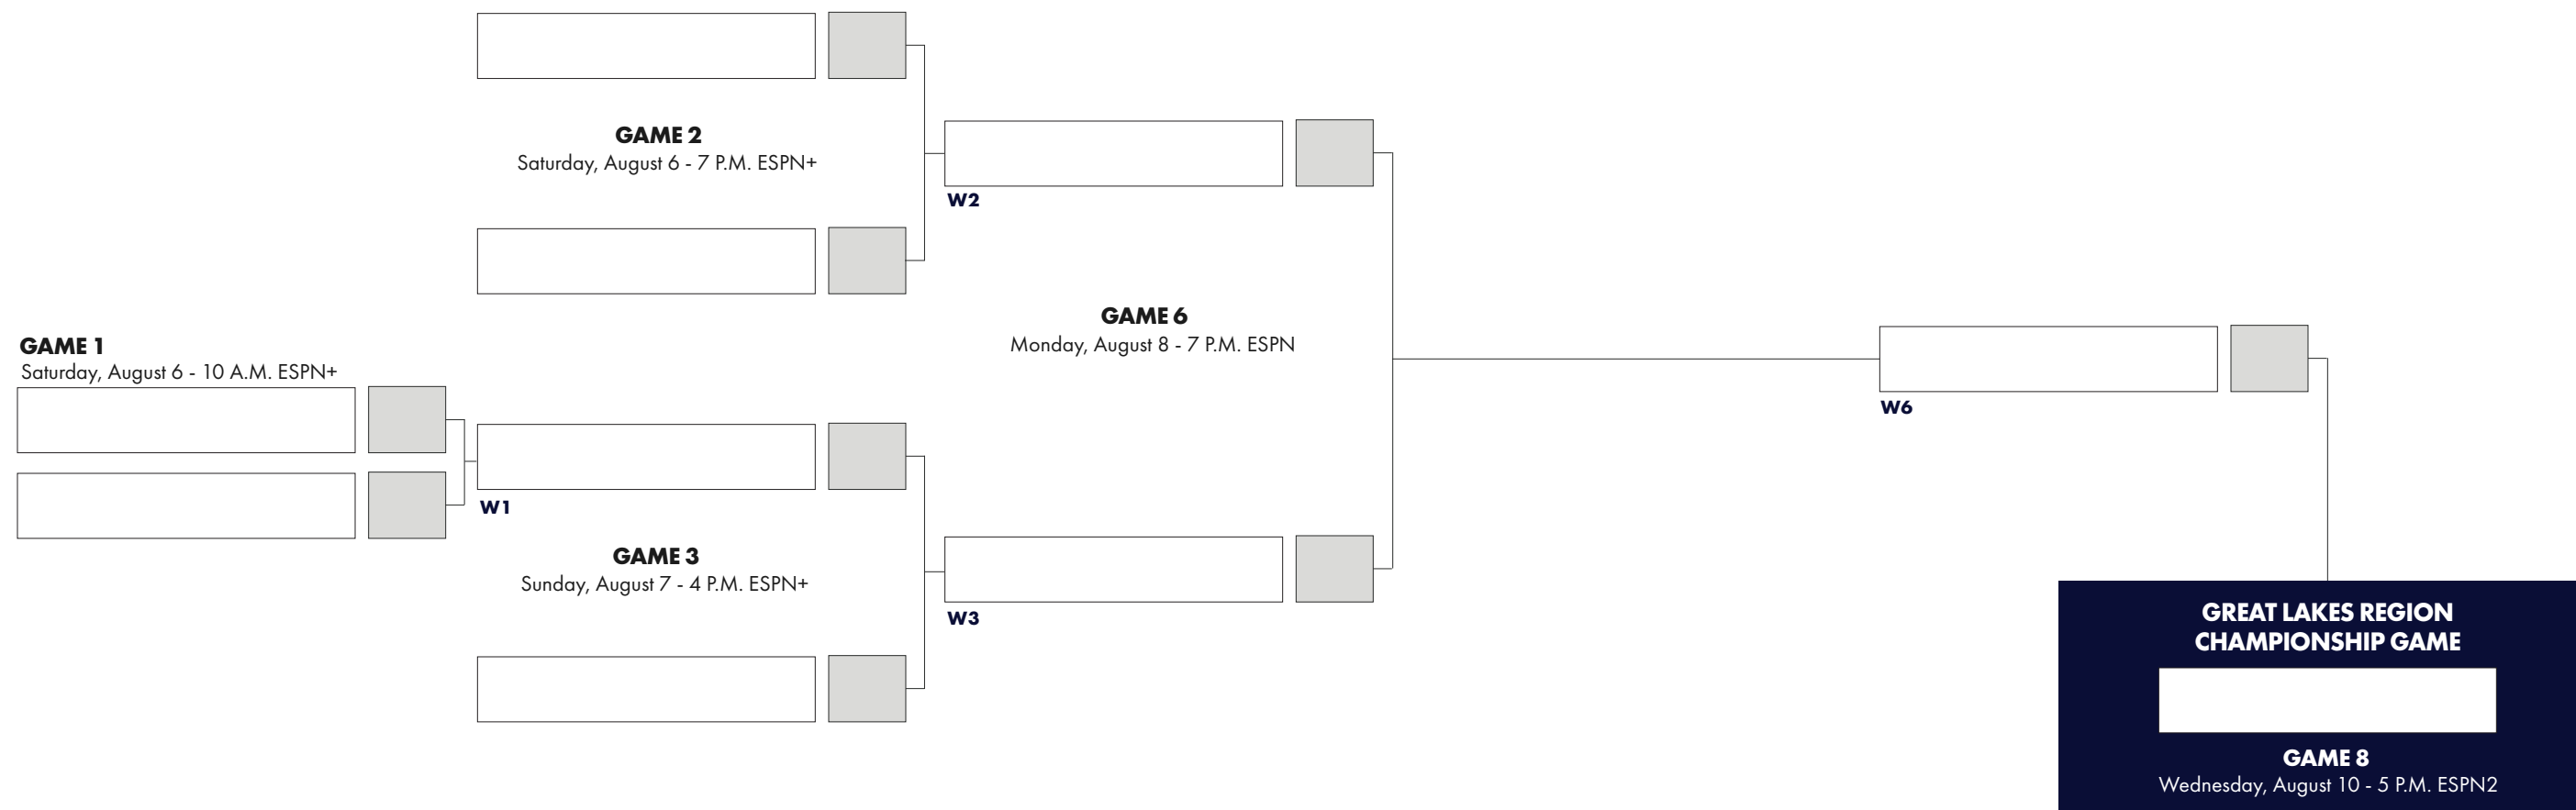 GAME 2
Saturday, August 6 - 7 P.M. ESPN+
W2
GAME 6
Monday, August 8 - 7 P.M. ESPN
GAME 1
Saturday, August 6 - 10 A.M. ESPN+
W1
W6
GAME 3
Sunday, August 7 - 4 P.M. ESPN+
W3
GREAT LAKES REGION
CHAMPIONSHIP GAME
GAME 8
Wednesday, August 10 - 5 P.M. ESPN2